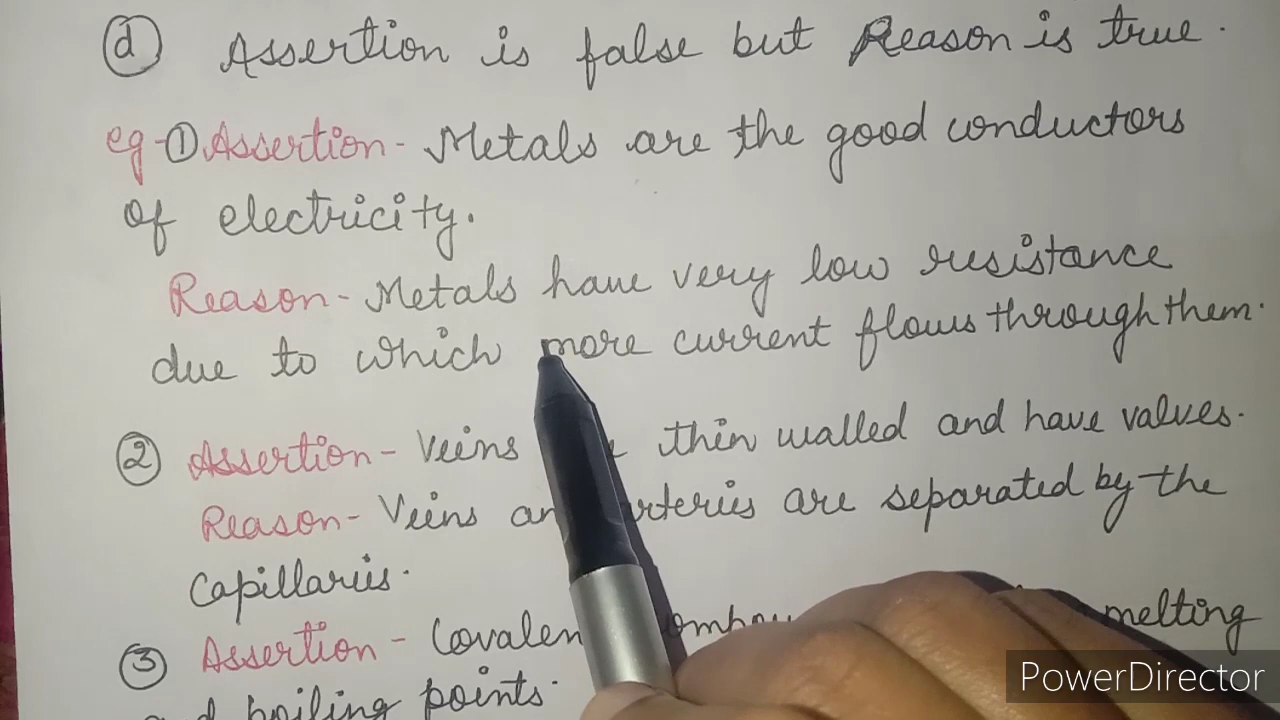 d Assertion is false but Reason is true.
eg-① Assertion - Metals are the good conductors
of electricity.
Reason - Metals have very low resistance
due to which more current flows through them.
② Assertion - Veins thin walled and have valves.
Reason - Veins arteries are separated by the
Capillaries.
③ Assertion - melting
boiling points.
PowerDirector